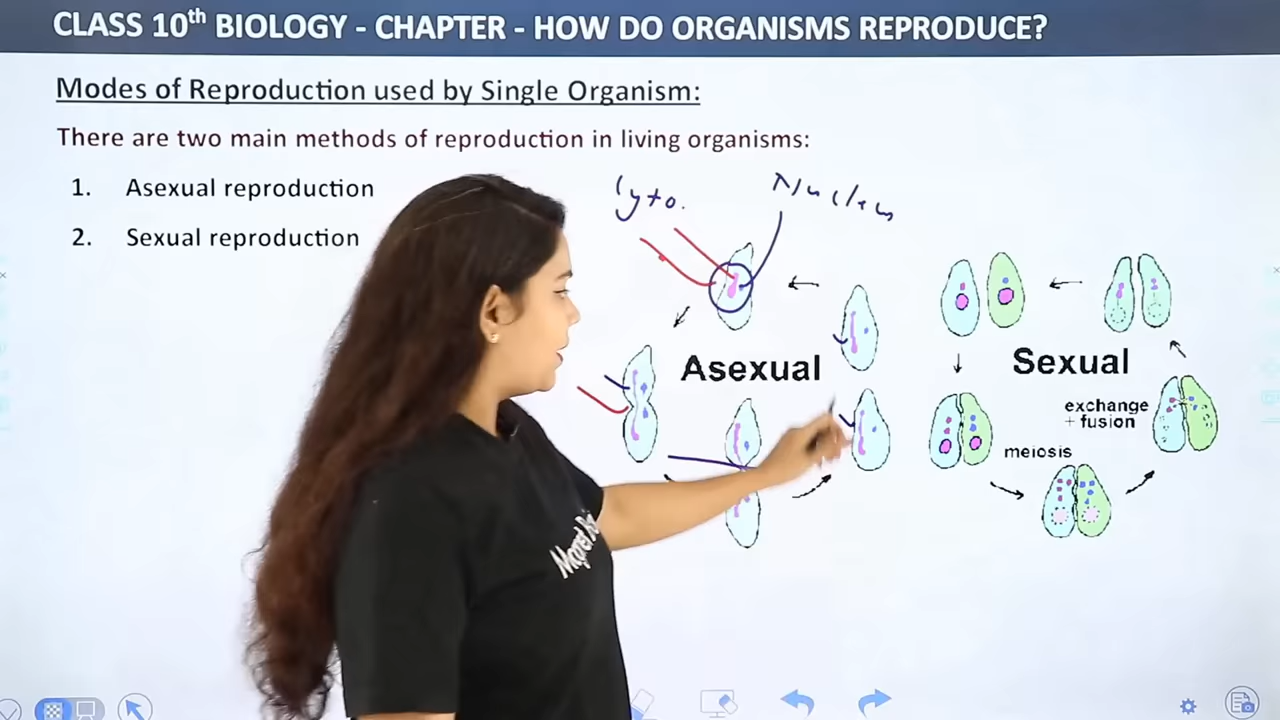 CLASS 10th BIOLOGY - CHAPTER - HOW DO ORGANISMS REPRODUCE?
Modes of Reproduction used by Single Organism:
There are two main methods of reproduction in living organisms:
1. Asexual reproduction
2. Sexual reproduction
Cyto.
Nucleus
Asexual
Sexual
exchange
+ fusion
meiosis